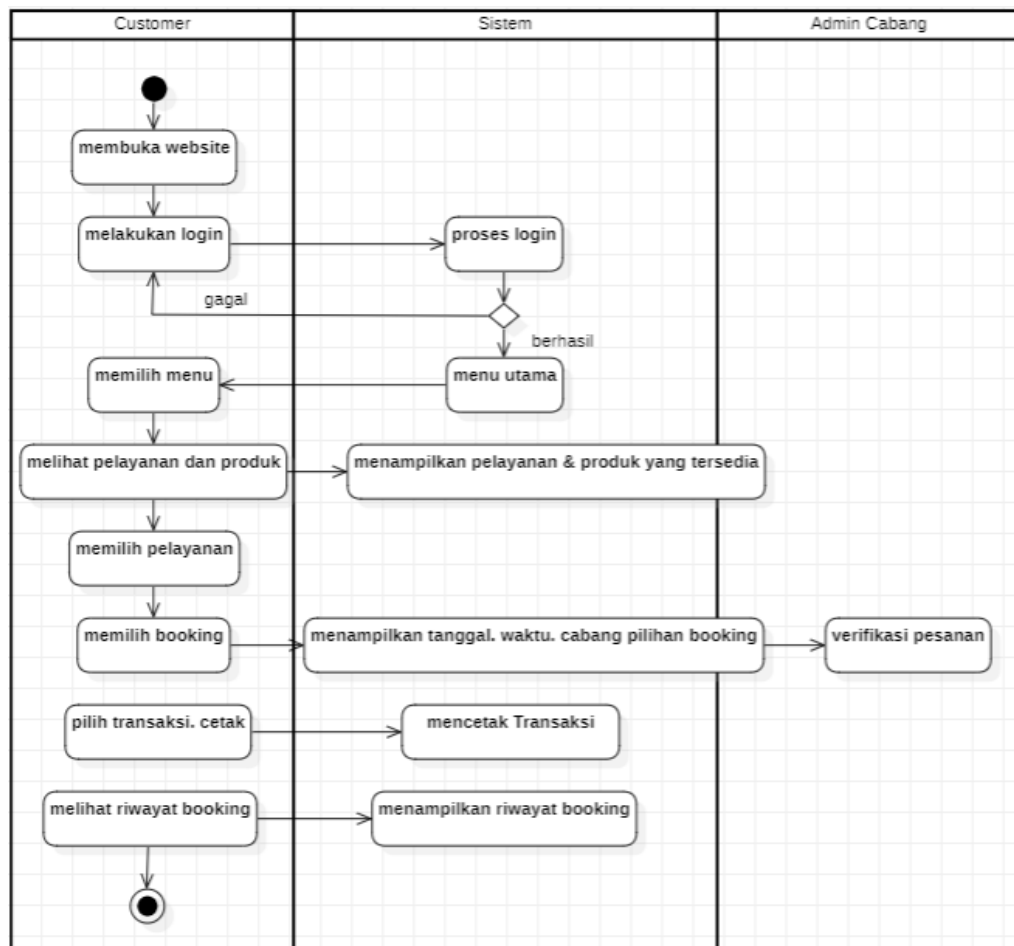 Customer
Sistem
Admin Cabang
membuka website
melakukan login
proses login
gagal
berhasil
memilih menu
menu utama
melihat pelayanan dan produk
menampilkan pelayanan & produk yang tersedia
memilih pelayanan
memilih booking
menampilkan tanggal. waktu. cabang pilihan booking
verifikasi pesanan
pilih transaksi. cetak
mencetak Transaksi
melihat riwayat booking
menampilkan riwayat booking